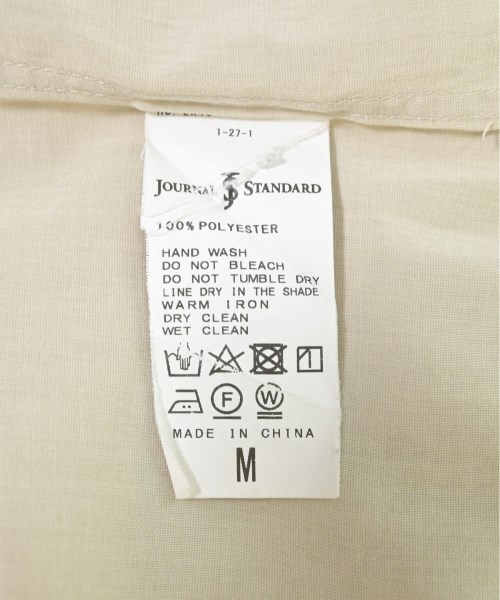 1-27-1
JOURNAL STANDARD
100% POLYESTER
HAND WASH
DO NOT BLEACH
DO NOT TUMBLE DRY
LINE DRY IN THE SHADE
WARM IRON
DRY CLEAN
WET CLEAN
F W
MADE IN CHINA
M